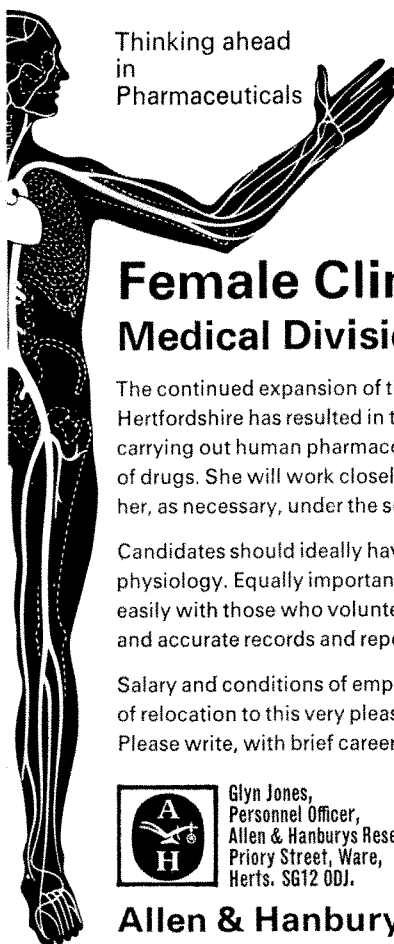 Thinking ahead
in
Pharmaceuticals
Female Clin
Medical Divisi
The continued expansion of t
Hertfordshire has resulted in t
carrying out human pharmac
of drugs. She will work closel
her, as necessary, under the s
Candidates should ideally hav
physiology. Equally importan
easily with those who volunte
and accurate records and repo
Salary and conditions of emp
of relocation to this very pleas
Please write, with brief career
A
H
Glyn Jones,
Personnel Officer,
Allen & Hanburys Rese
Priory Street, Ware,
Herts. SG12 0DJ.
Allen & Hanbury